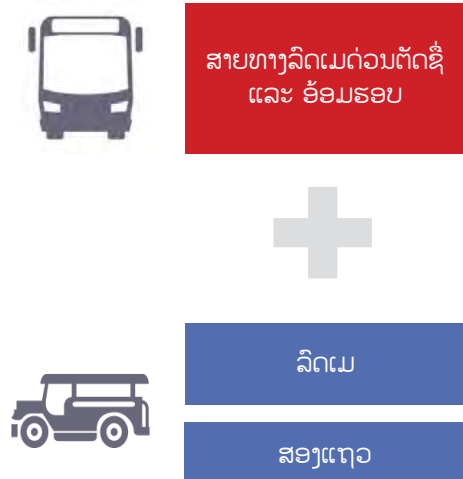 ສາຍທາງລົດເມດ່ວນຕັດຊື່
ແລະ ອ້ອມຮອບ
ລົດເມ
ສອງແຖວ